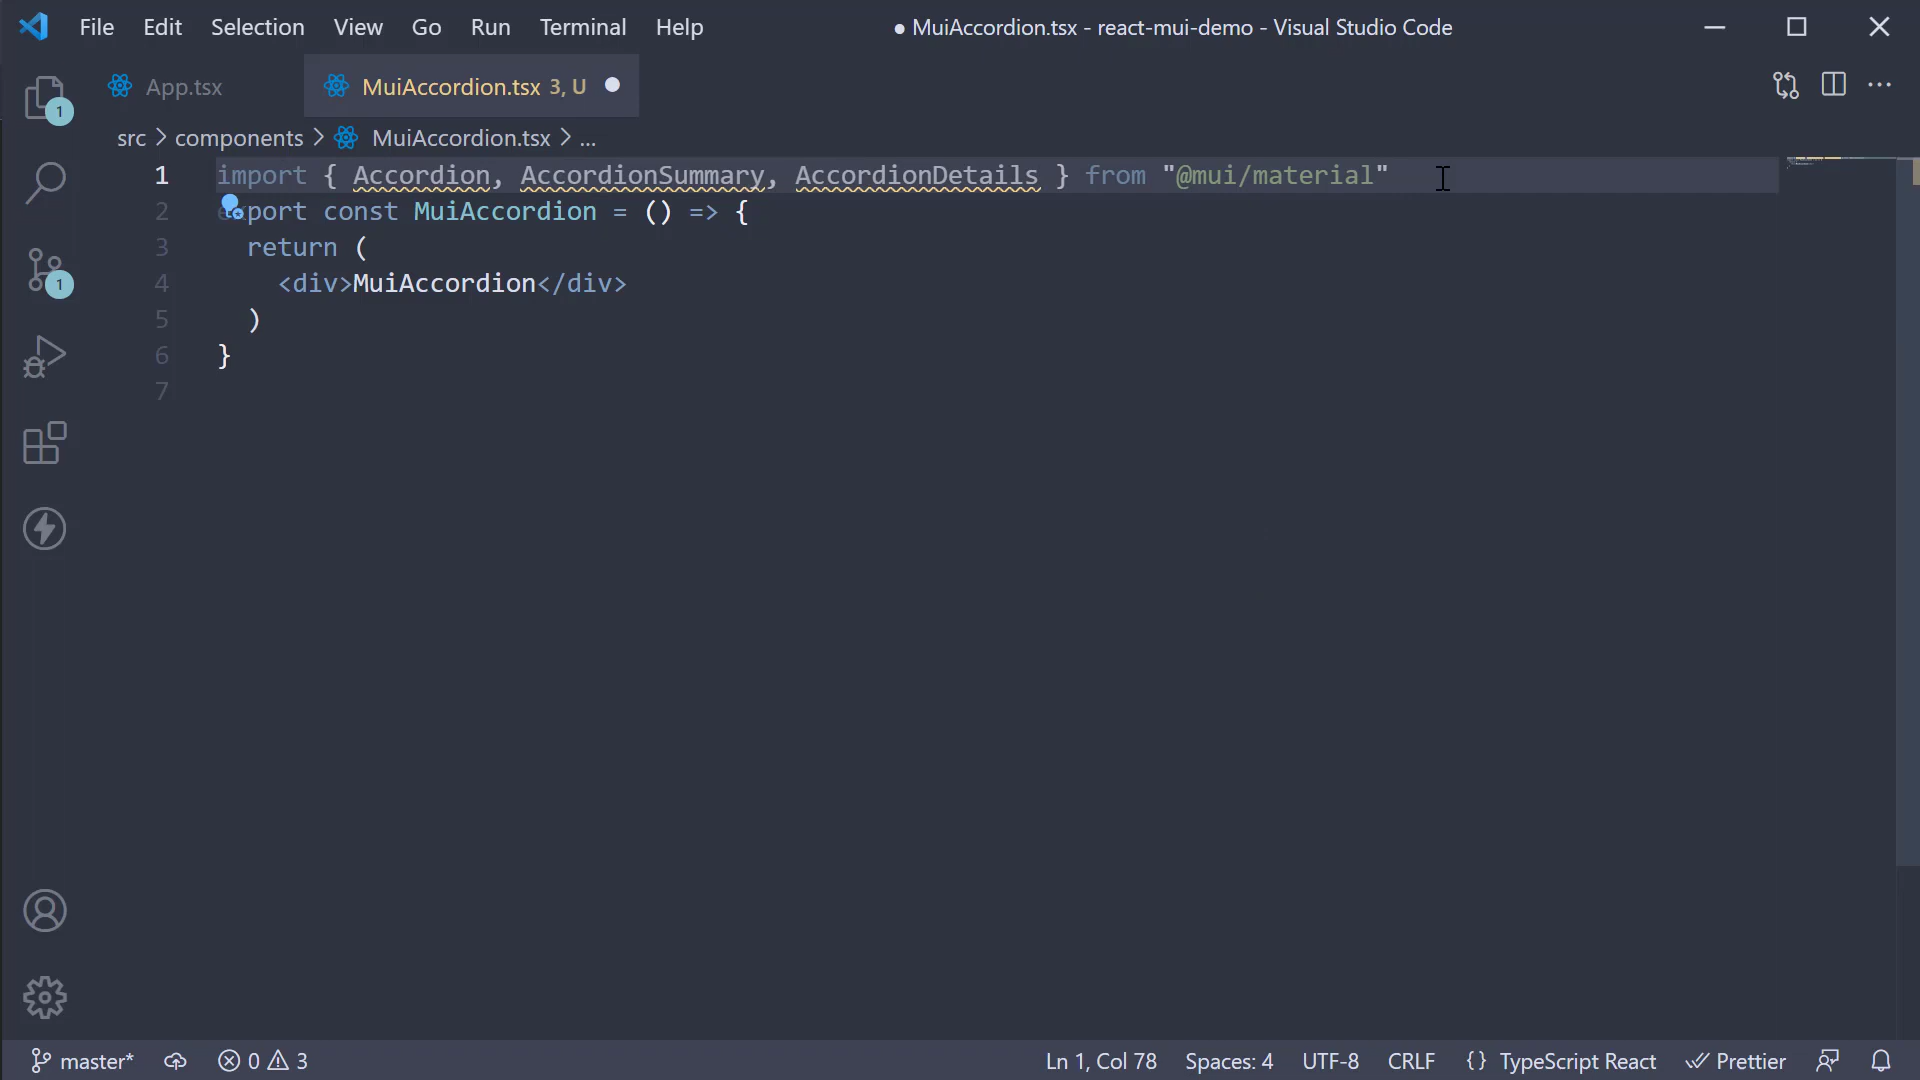 File Edit Selection View Go Run Terminal Help ● MuiAccordion.tsx - react-mui-demo - Visual Studio Code
App.tsx MuiAccordion.tsx 3, U
1
src > components > MuiAccordion.tsx > ...
1 import { Accordion, AccordionSummary, AccordionDetails } from "@mui/material"
2 export const MuiAccordion = () => {
3 return (
4 <div>MuiAccordion</div>
5 )
6 }
7
1
master* 0 3 Ln 1, Col 78 Spaces: 4 UTF-8 CRLF {} TypeScript React Prettier